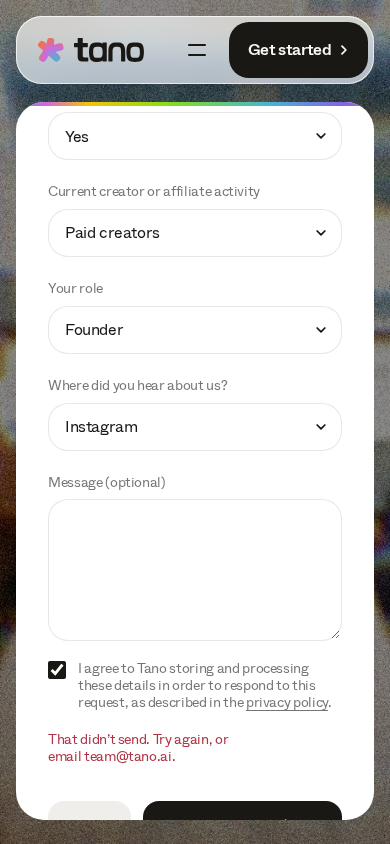 tano
Get started
Yes
Current creator or affiliate activity
Paid creators
Your role
Founder
Where did you hear about us?
Instagram
Message (optional)
I agree to Tano storing and processing
these details in order to respond to this
request, as described in the privacy policy.
That didn’t send. Try again, or
email team@tano.ai.